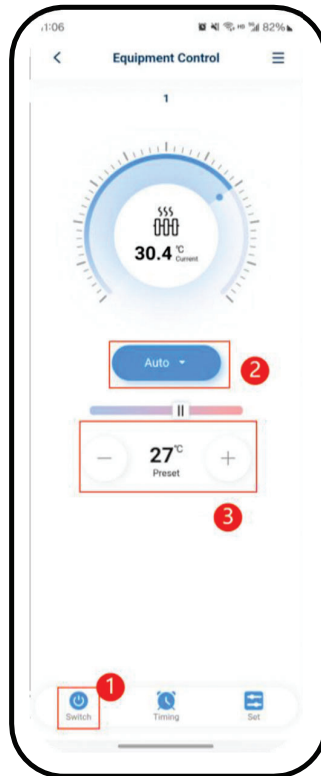 1:06 82%
Equipment Control
1
30.4 °C
Current
Auto
2
27°C
Preset
3
1
Switch Timing Set